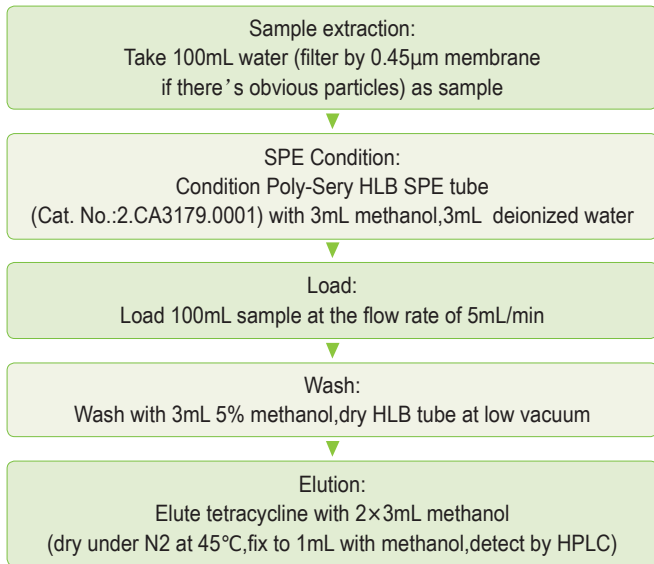 Sample extraction:
Take 100mL water (filter by 0.45μm membrane
if there’s obvious particles) as sample
SPE Condition:
Condition Poly-Sery HLB SPE tube
(Cat. No.:2.CA3179.0001) with 3mL methanol,3mL deionized water
Load:
Load 100mL sample at the flow rate of 5mL/min
Wash:
Wash with 3mL 5% methanol,dry HLB tube at low vacuum
Elution:
Elute tetracycline with 2×3mL methanol
(dry under N2 at 45℃,fix to 1mL with methanol,detect by HPLC)